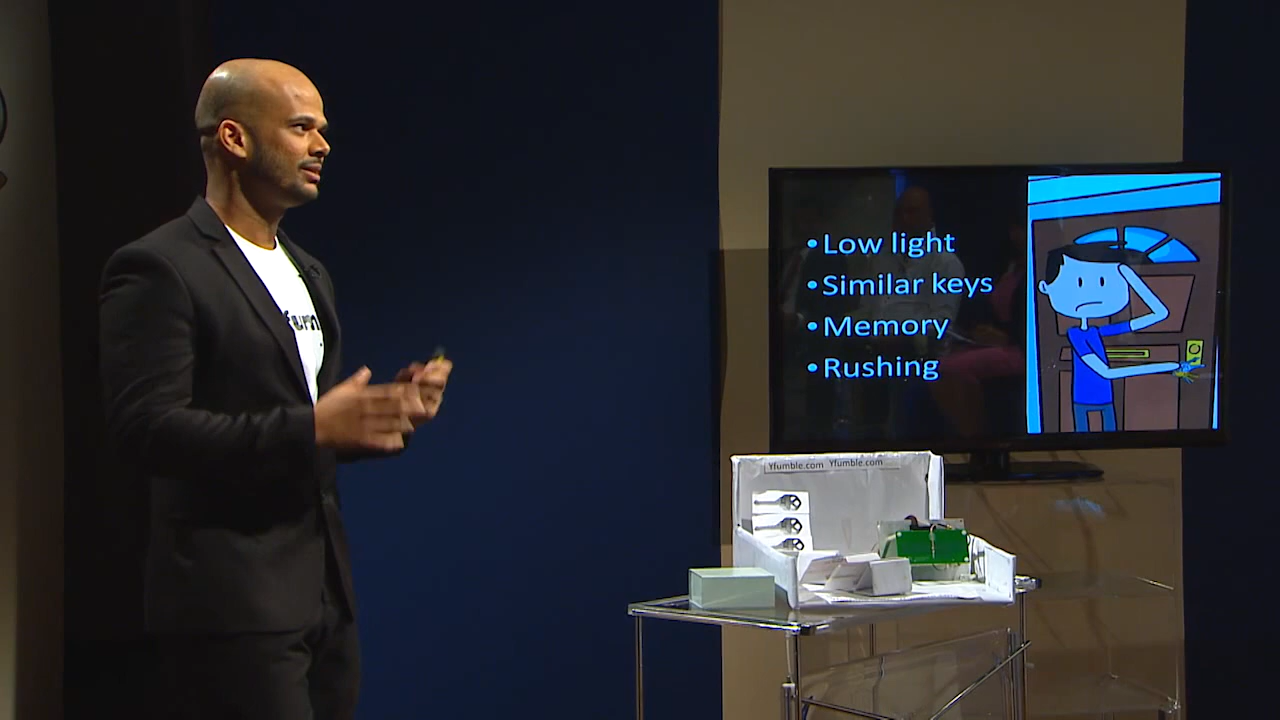 • Low light
• Similar keys
• Memory
• Rushing
Yfumble.com Yfumble.com